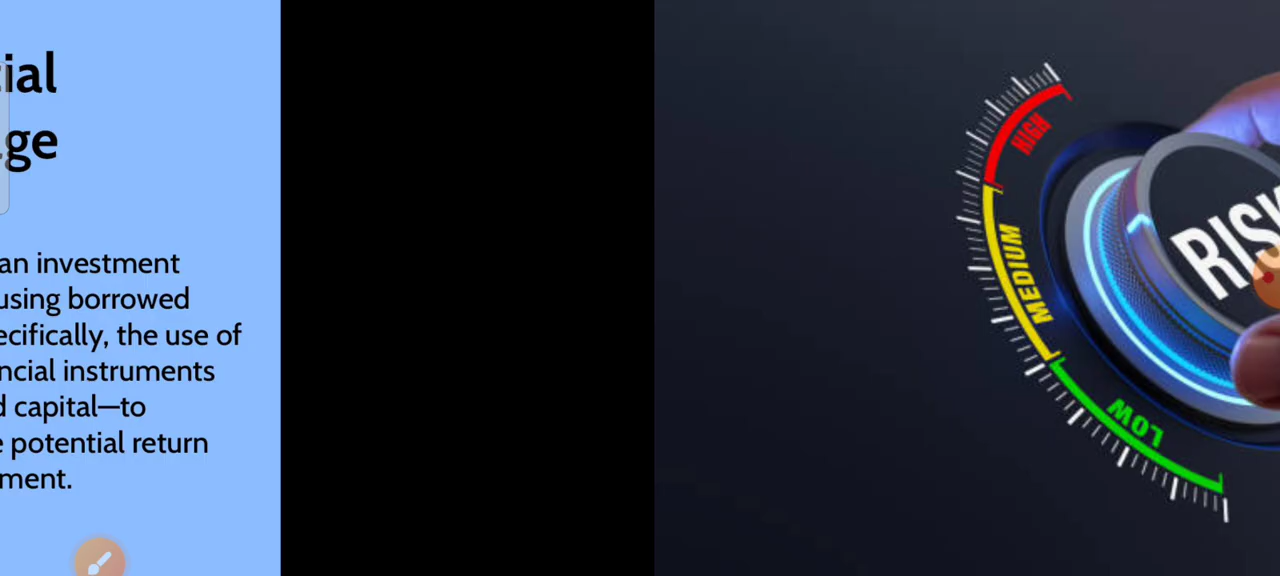 ial
ge
an investment
using borrowed
ecifically, the use of
ncial instruments
d capital—to
e potential return
ment.
HIGH
MEDIUM
LOW
RISK